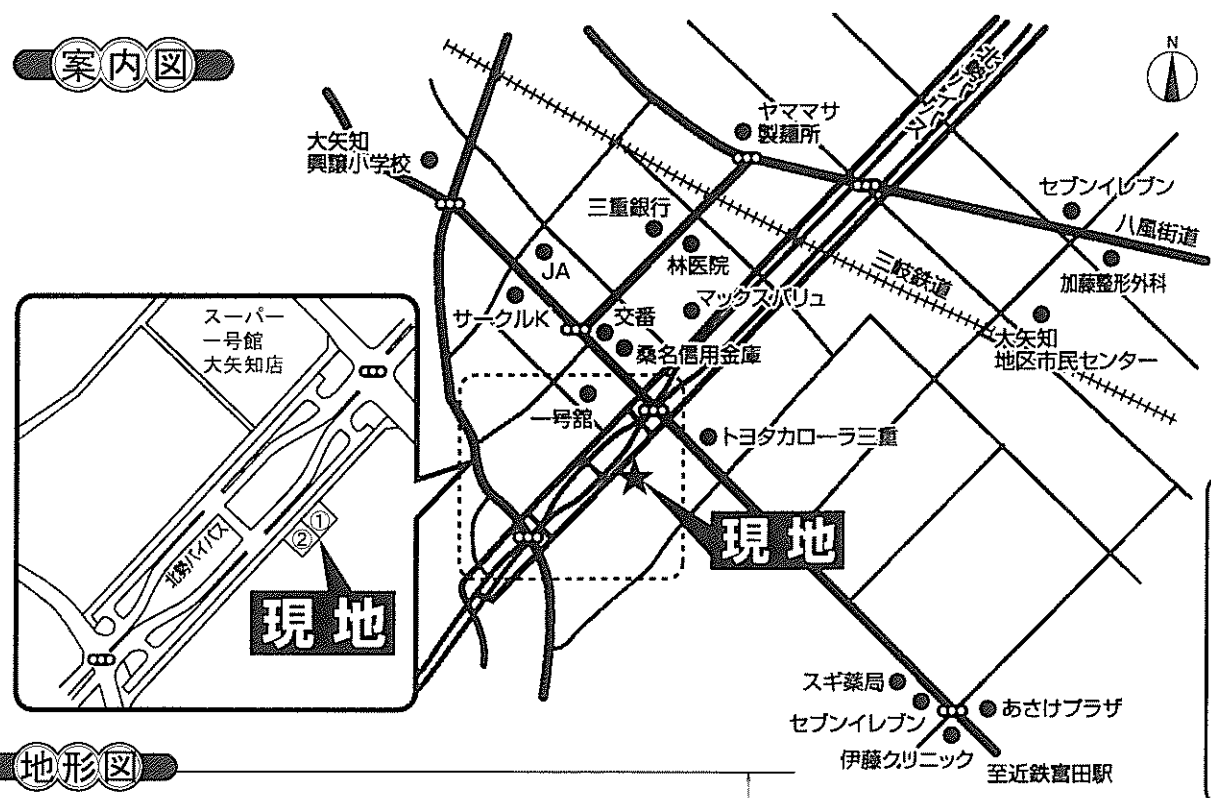 案内図
N
北勢バイパス
ヤママサ
製麺所
大矢知
興譲小学校
セブンイレブン
三重銀行
八風街道
林医院
三岐鉄道
JA
加藤整形外科
マックスバリュ
サークルK
交番
大矢知
地区市民センター
桑名信用金庫
一号舘
トヨタカローラ三重
現地
スーパー
一号館
大矢知店
北勢バイパス
①
②
現地
スギ薬局
セブンイレブン
あさけプラザ
伊藤クリニック
至近鉄富田駅
地形図